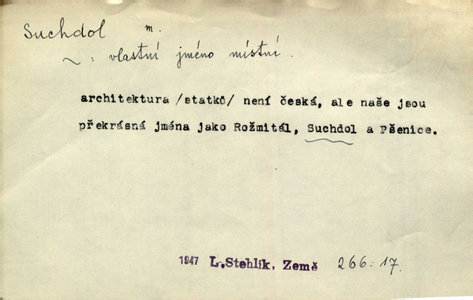 Suchdol m.
~ : vlastní jméno místní.
architektura /statků/ není česká, ale naše jsou
překrásná jména jako Rožmitál, Suchdol a Pšenice.
1947 L. Stehlík, Země 266:17.